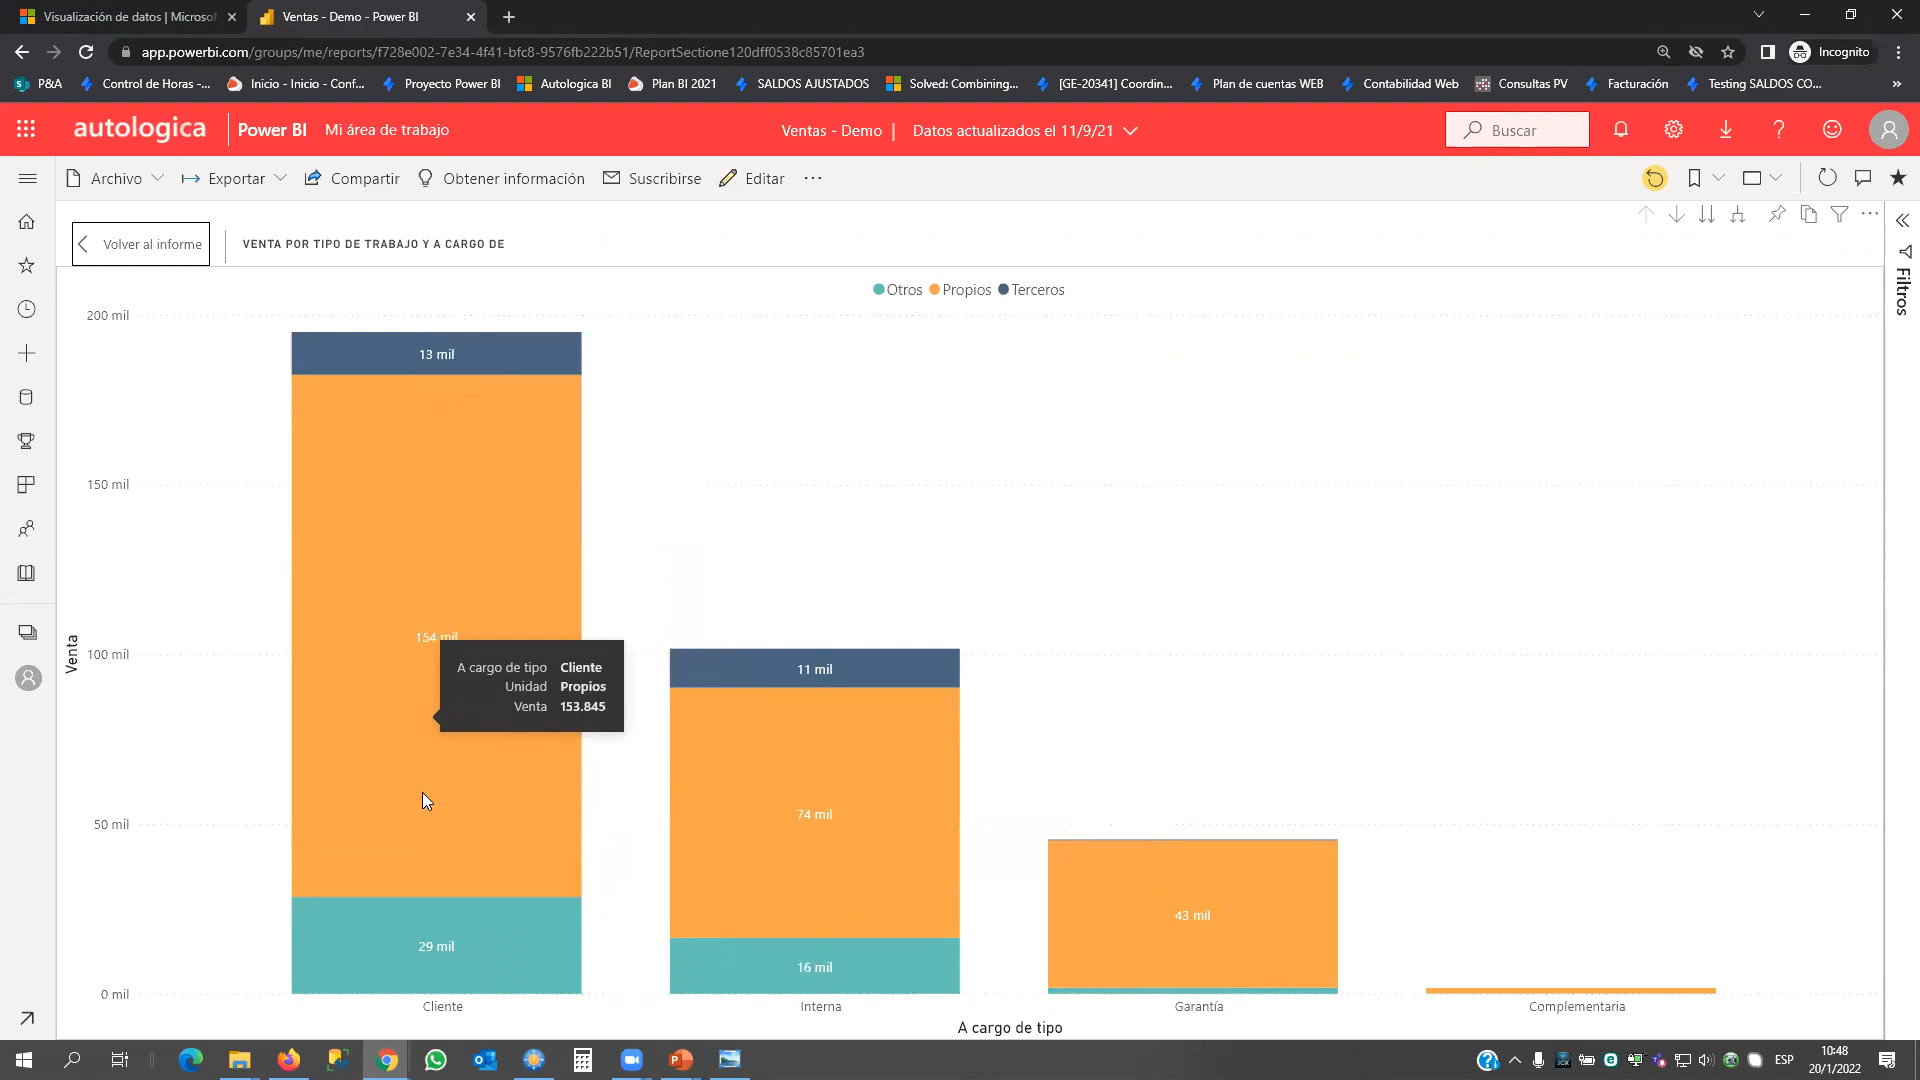 Visualización de datos | Microsof
Ventas - Demo - Power BI
app.powerbi.com/groups/me/reports/f728e002-7e34-4f41-bfc8-9576fb222b51/ReportSectione120dff0538c85701ea3
Incognito
P&A
Control de Horas -...
Inicio - Inicio - Conf...
Proyecto Power BI
Autologica BI
Plan BI 2021
SALDOS AJUSTADOS
Solved: Combining...
[GE-20341] Coordin...
Plan de cuentas WEB
Contabilidad Web
Consultas PV
Facturación
Testing SALDOS CO...
autologica
Power BI
Mi área de trabajo
Ventas - Demo | Datos actualizados el 11/9/21
Buscar
Archivo
Exportar
Compartir
Obtener información
Suscribirse
Editar
Volver al informe
VENTA POR TIPO DE TRABAJO Y A CARGO DE
Filtros
Otros
Propios
Terceros
200 mil
150 mil
100 mil
50 mil
0 mil
Venta
13 mil
154 mil
29 mil
A cargo de tipo Cliente
Unidad Propios
Venta 153.845
11 mil
74 mil
16 mil
43 mil
Cliente
Interna
Garantía
Complementaria
A cargo de tipo
ESP
10:48
20/1/2022